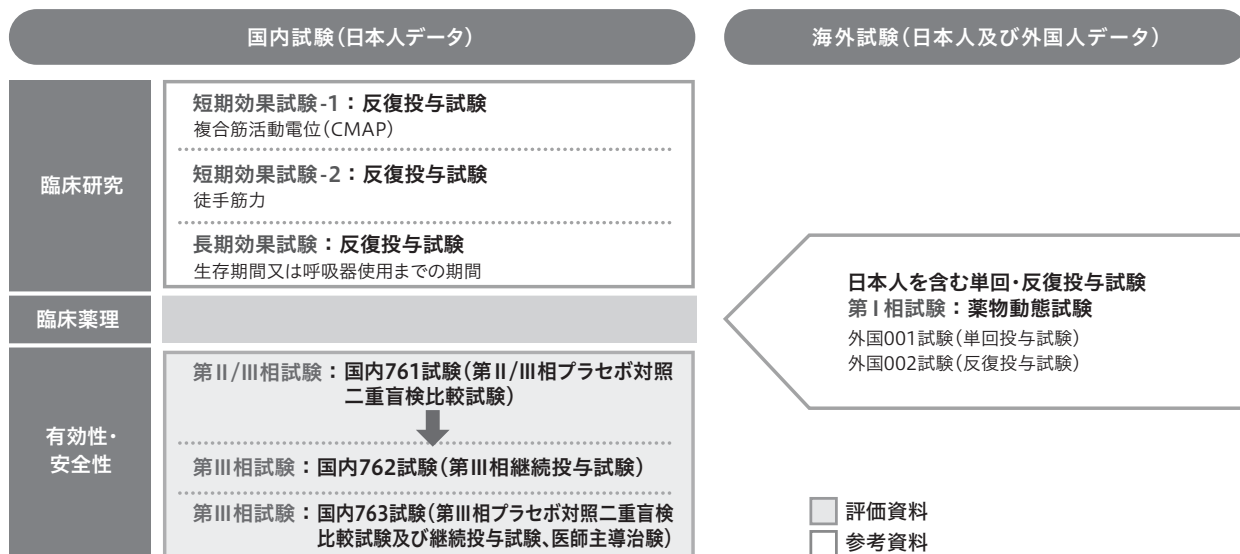 国内試験（日本人データ）
海外試験（日本人及び外国人データ）
臨床研究
短期効果試験-1：反復投与試験
複合筋活動電位（CMAP）
短期効果試験-2：反復投与試験
徒手筋力
長期効果試験：反復投与試験
生存期間又は呼吸器使用までの期間
臨床薬理
日本人を含む単回・反復投与試験
第Ⅰ相試験：薬物動態試験
外国001試験（単回投与試験）
外国002試験（反復投与試験）
有効性・
安全性
第Ⅱ/Ⅲ相試験：国内761試験（第Ⅱ/Ⅲ相プラセボ対照
二重盲検比較試験）
第Ⅲ相試験：国内762試験（第Ⅲ相継続投与試験）
第Ⅲ相試験：国内763試験（第Ⅲ相プラセボ対照二重盲検
比較試験及び継続投与試験、医師主導治験）
評価資料
参考資料